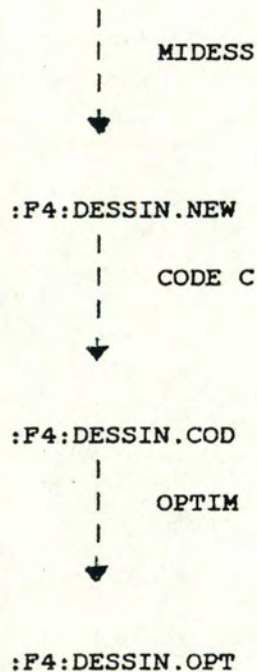 MIDESS
:F4:DESSIN.NEW
CODE C
:F4:DESSIN.COD
OPTIM
:F4:DESSIN.OPT